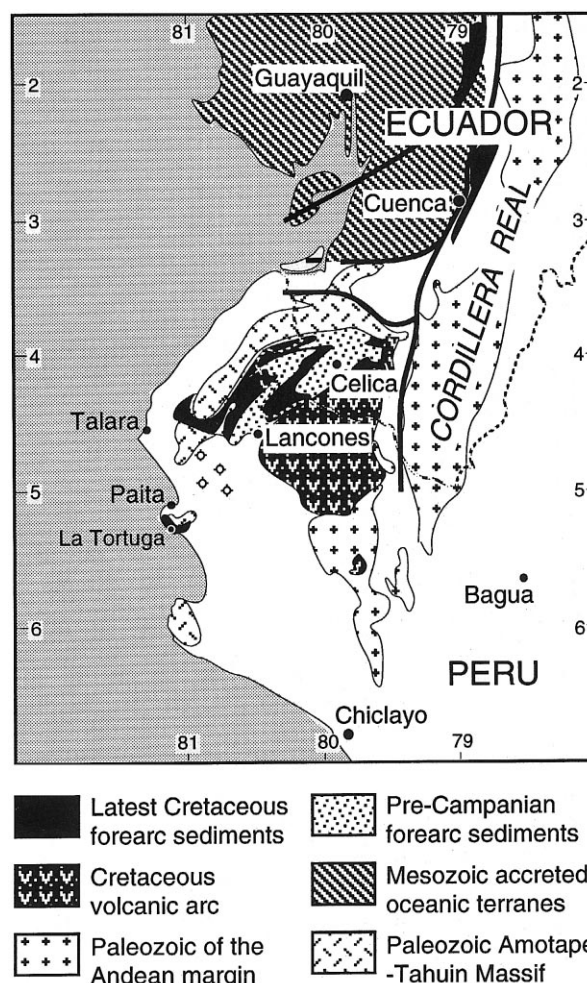 81 80 79
2 2
Guayaquil
ECUADOR
Cuenca
3 3
CORDILLERA REAL
4 4
Celica
Talara
Lancones
5 5
Paita
La Tortuga
Bagua
6 6
PERU
Chiclayo
81 80 79
Latest Cretaceous
forearc sediments
Pre-Campanian
forearc sediments
Cretaceous
volcanic arc
Mesozoic accreted
oceanic terranes
Paleozoic of the
Andean margin
Paleozoic Amotape
-Tahuin Massif